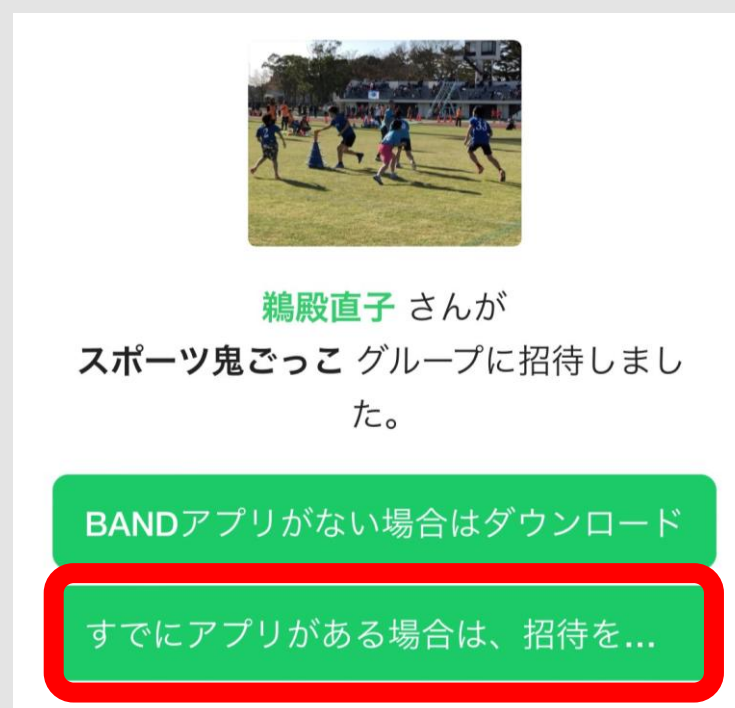 鵜殿直子 さんが
スポーツ鬼ごっこ グループに招待しまし
た。
BANDアプリがない場合はダウンロード
すでにアプリがある場合は、招待を...